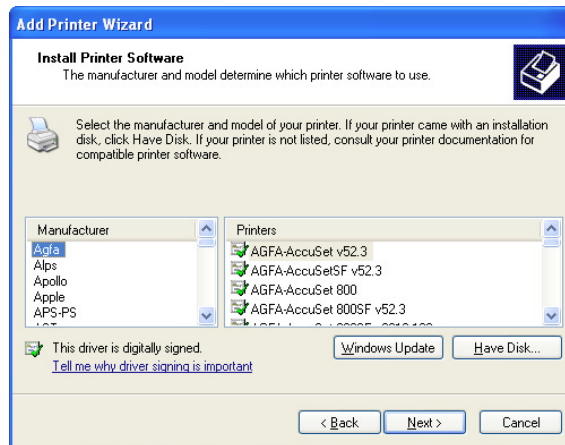 Add Printer Wizard
Install Printer Software
The manufacturer and model determine which printer software to use.
Select the manufacturer and model of your printer. If your printer came with an installation
disk, click Have Disk. If your printer is not listed, consult your printer documentation for
compatible printer software.
Manufacturer
Agfa
Alps
Apollo
Apple
APS-PS
Printers
AGFA-AccuSet v52.3
AGFA-AccuSetSF v52.3
AGFA-AccuSet 800
AGFA-AccuSet 800SF v52.3
This driver is digitally signed.
Tell me why driver signing is important
Windows Update
Have Disk...
< Back
Next >
Cancel